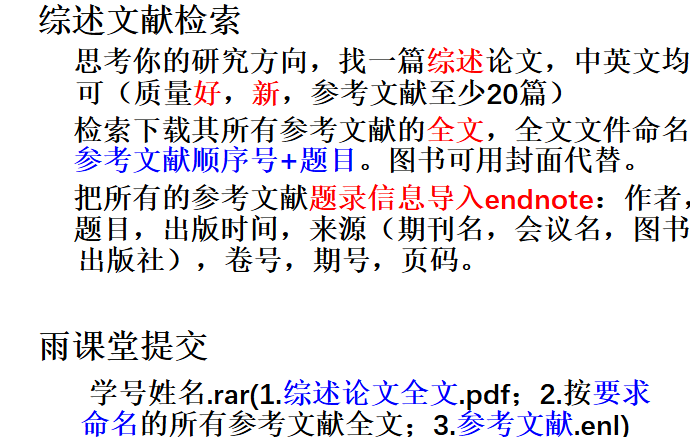 综述文献检索
思考你的研究方向，找一篇综述论文，中英文均
可（质量好，新，参考文献至少20篇）
检索下载其所有参考文献的全文，全文文件命名
参考文献顺序号+题目。图书可用封面代替。
把所有的参考文献题录信息导入endnote：作者，
题目，出版时间，来源（期刊名，会议名，图书
出版社），卷号，期号，页码。
雨课堂提交
学号姓名.rar(1.综述论文全文.pdf；2.按要求
命名的所有参考文献全文；3.参考文献.enl)